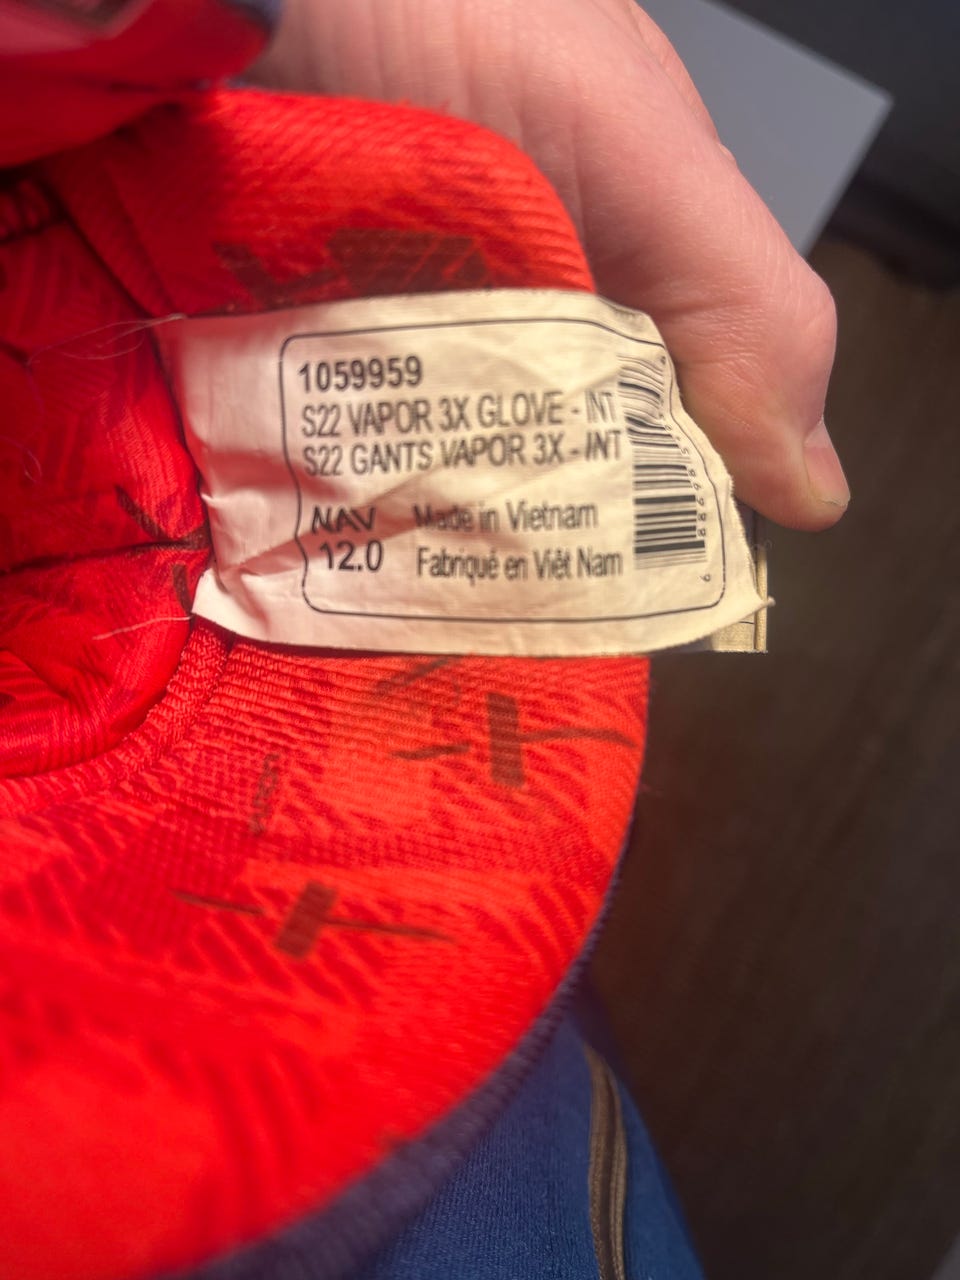 1059959
S22 VAPOR 3X GLOVE - INT
S22 GANTS VAPOR 3X - INT
NAV Made in Vietnam
12.0 Fabriqué en Viêt Nam